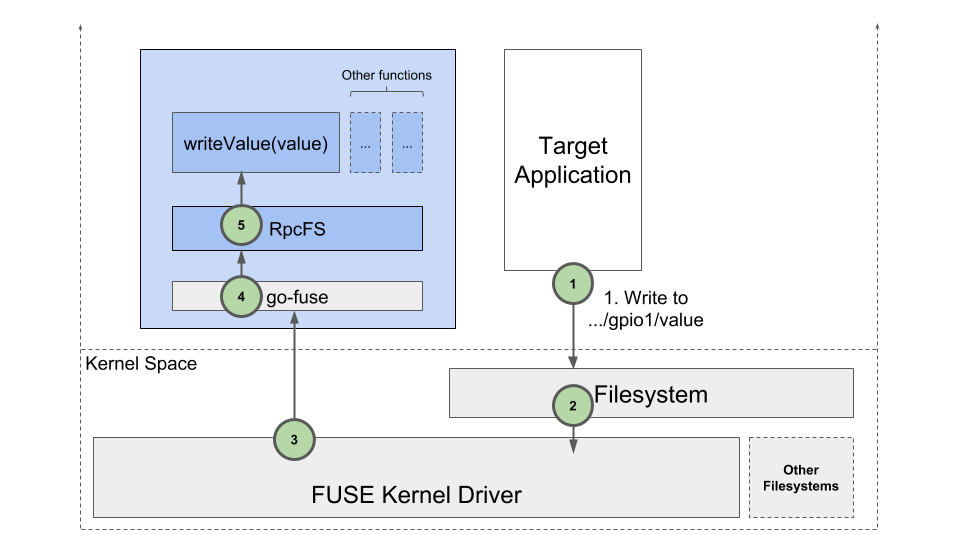 Other functions
writeValue(value)
...
...
Target
Application
5
RpcFS
4
go-fuse
1
1. Write to
.../gpio1/value
Kernel Space
2
Filesystem
3
FUSE Kernel Driver
Other
Filesystems